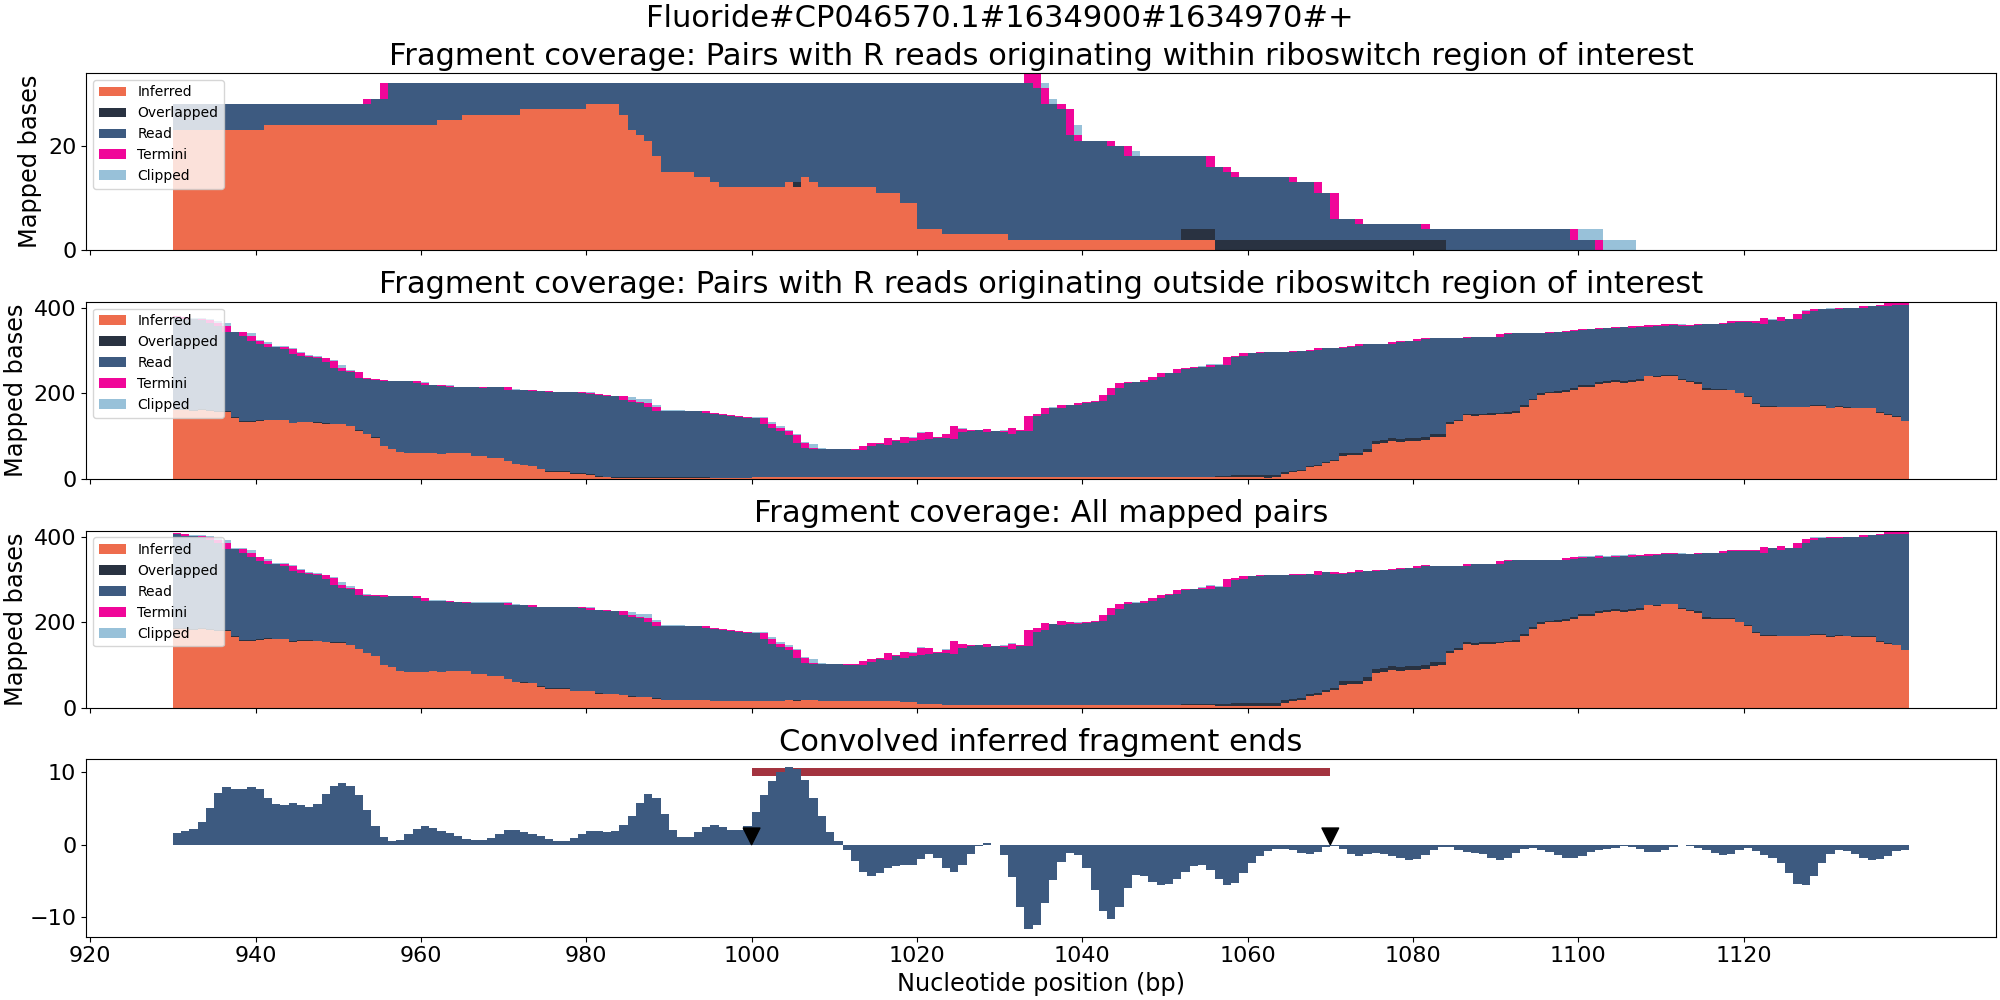 Fluoride#CP046570.1#1634900#1634970#+
Fragment coverage: Pairs with R reads originating within riboswitch region of interest
Mapped bases
20
0
Inferred
Overlapped
Read
Termini
Clipped
Fragment coverage: Pairs with R reads originating outside riboswitch region of interest
Mapped bases
400
200
0
Inferred
Overlapped
Read
Termini
Clipped
Fragment coverage: All mapped pairs
Mapped bases
400
200
0
Inferred
Overlapped
Read
Termini
Clipped
Convolved inferred fragment ends
10
0
−10
920 940 960 980 1000 1020 1040 1060 1080 1100 1120
Nucleotide position (bp)